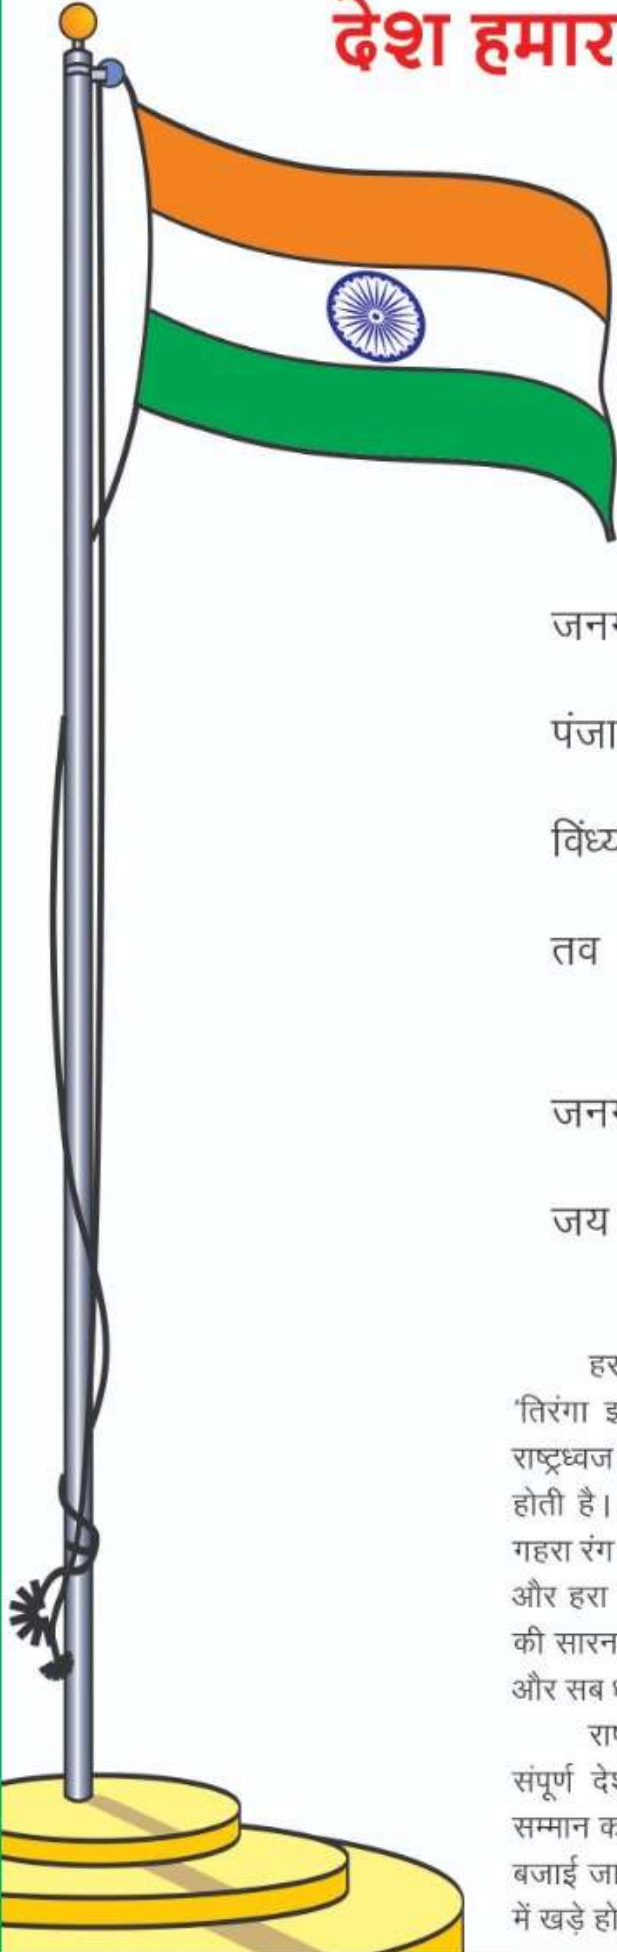 देश हमार
जन
पंजा
विंध्य
तव
जन
जय
हर
'तिरंगा
राष्ट्रध्वज
होती है।
गहरा रंग
और हरा
की सारन
और सब
राष
संपूर्ण देश
सम्मान क
बजाई जा
में खड़े हो